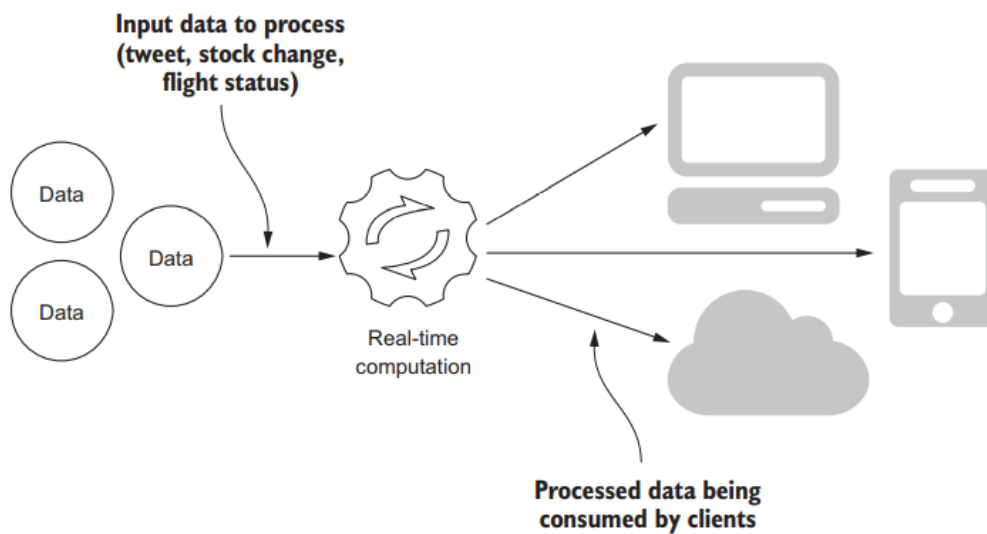 Input data to process
(tweet, stock change,
flight status)
Data
Data
Data
Real-time
computation
Processed data being
consumed by clients